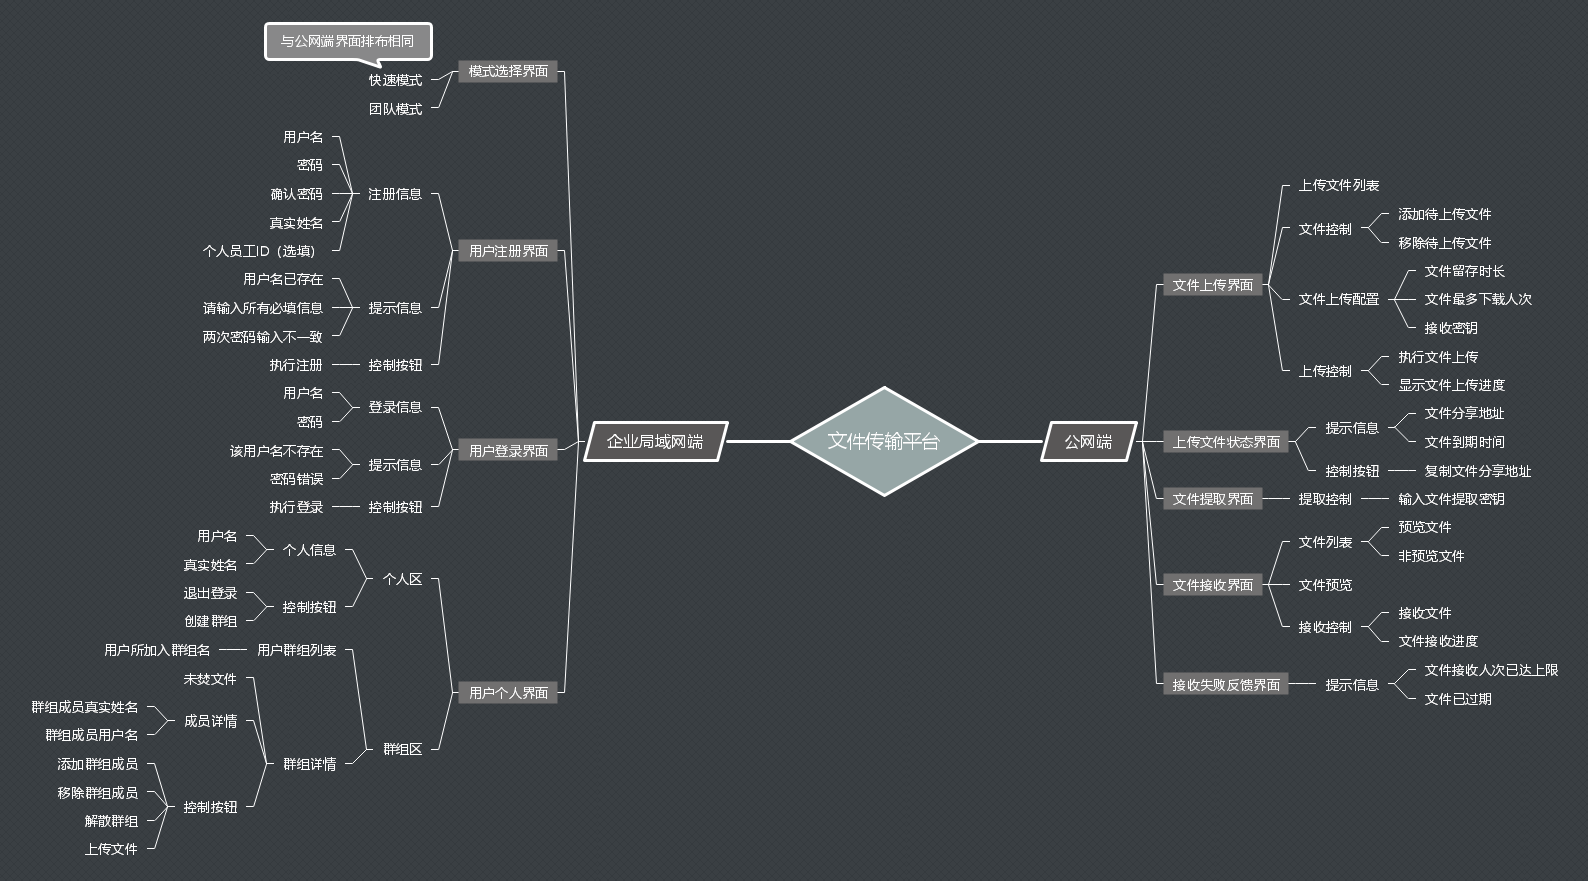 文件传输平台
企业局域网端
模式选择界面
与公网端界面排布相同
快速模式
团队模式
用户注册界面
注册信息
用户名
密码
确认密码
真实姓名
个人员工ID（选填）
提示信息
用户名已存在
请输入所有必填信息
两次密码输入不一致
控制按钮
执行注册
用户登录界面
登录信息
用户名
密码
提示信息
该用户名不存在
密码错误
控制按钮
执行登录
用户个人界面
个人区
个人信息
用户名
真实姓名
控制按钮
退出登录
创建群组
群组区
用户群组列表
用户所加入群组名
群组详情
未焚文件
成员详情
群组成员真实姓名
群组成员用户名
控制按钮
添加群组成员
移除群组成员
解散群组
上传文件
公网端
文件上传界面
上传文件列表
文件控制
添加待上传文件
移除待上传文件
文件上传配置
文件留存时长
文件最多下载人次
接收密钥
上传控制
执行文件上传
显示文件上传进度
上传文件状态界面
提示信息
文件分享地址
文件到期时间
控制按钮
复制文件分享地址
文件提取界面
提取控制
输入文件提取密钥
文件接收界面
文件列表
预览文件
非预览文件
文件预览
接收控制
接收文件
文件接收进度
接收失败反馈界面
提示信息
文件接收人次已达上限
文件已过期